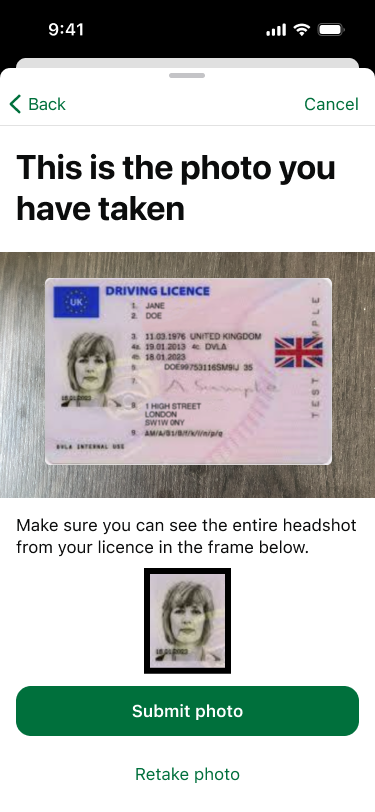 9:41
Back
Cancel
This is the photo you
have taken
UK
DRIVING LICENCE
1. JANE
2. DOE
3. 11.03.1976 UNITED KINGDOM
4a. 19.01.2013 4c. DVLA
4b. 18.01.2023
5. DOE99753116SM9IJ 35
7.
A Sample
8. 1 HIGH STREET
LONDON
SW1W 0NY
9. AM/A/B1/B/f/k/l/n/p/q
DVLA INTERNAL USE
Make sure you can see the entire headshot
from your licence in the frame below.
Submit photo
Retake photo